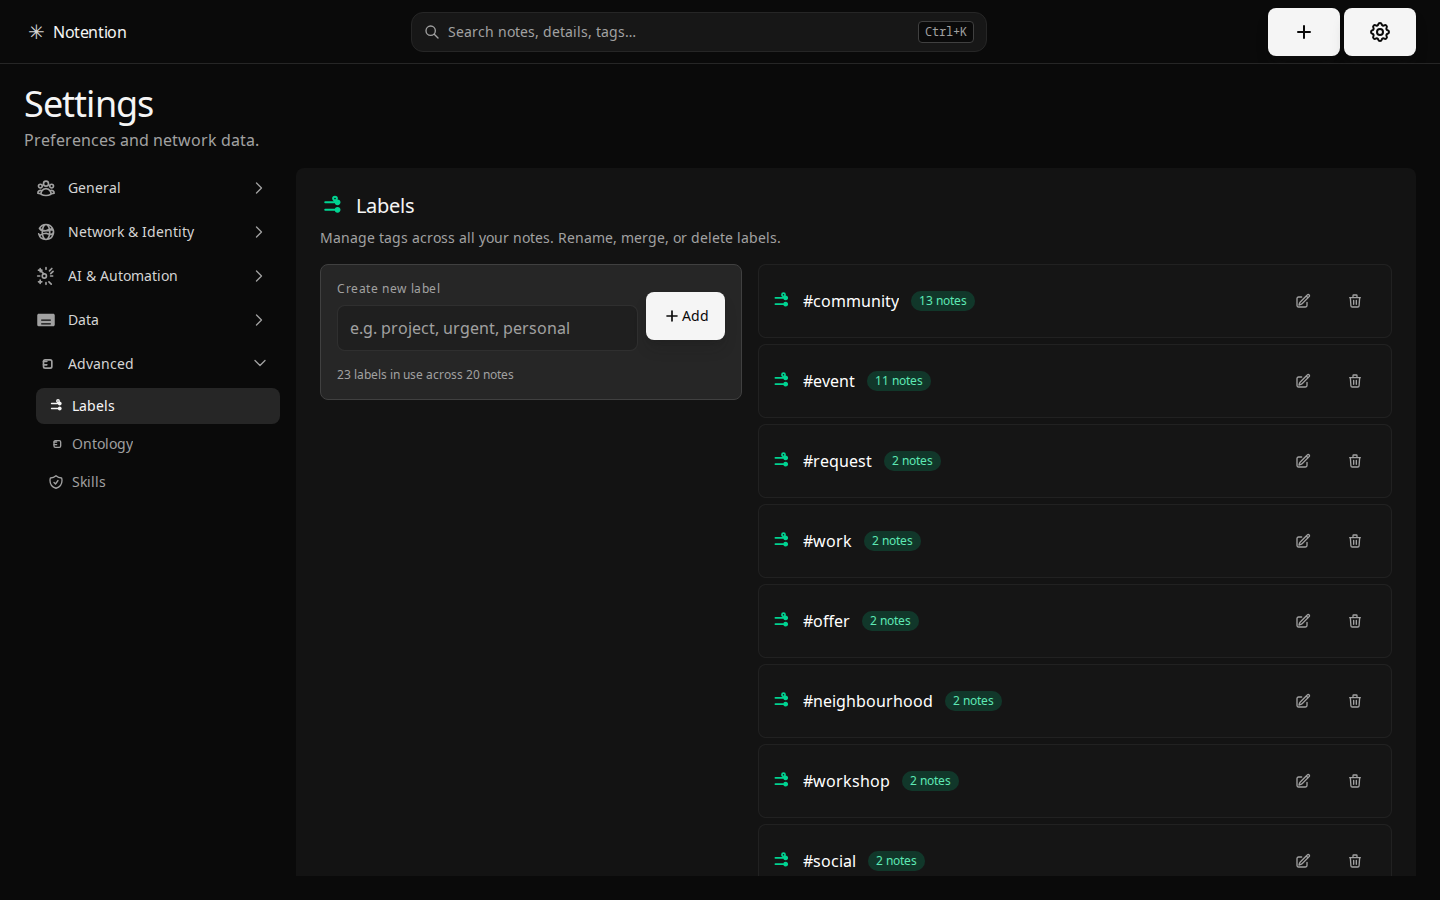 Notention
Search notes, details, tags...
Ctrl+K
Settings
Preferences and network data.
General
Network & Identity
AI & Automation
Data
Advanced
Labels
Ontology
Skills
Labels
Manage tags across all your notes. Rename, merge, or delete labels.
Create new label
e.g. project, urgent, personal
Add
23 labels in use across 20 notes
#community 13 notes
#event 11 notes
#request 2 notes
#work 2 notes
#offer 2 notes
#neighbourhood 2 notes
#workshop 2 notes
#social 2 notes